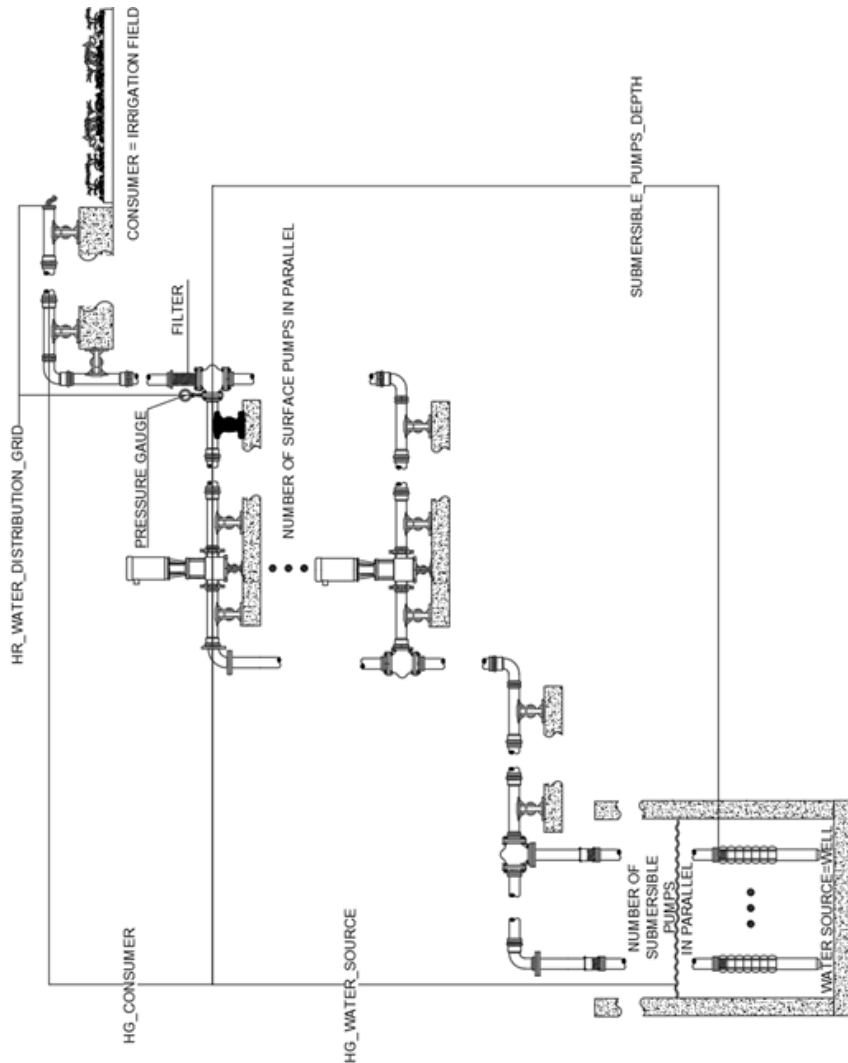 HR_WATER_DISTRIBUTION_GRID
CONSUMER = IRRIGATION FIELD
PRESSURE GAUGE
FILTER
NUMBER OF SURFACE PUMPS IN PARALLEL
SUBMERSIBLE_PUMPS_DEPTH
HG_CONSUMER
HG_WATER_SOURCE
NUMBER OF
SUBMERSIBLE
PUMPS
IN PARALLEL
WATER SOURCE=WELL